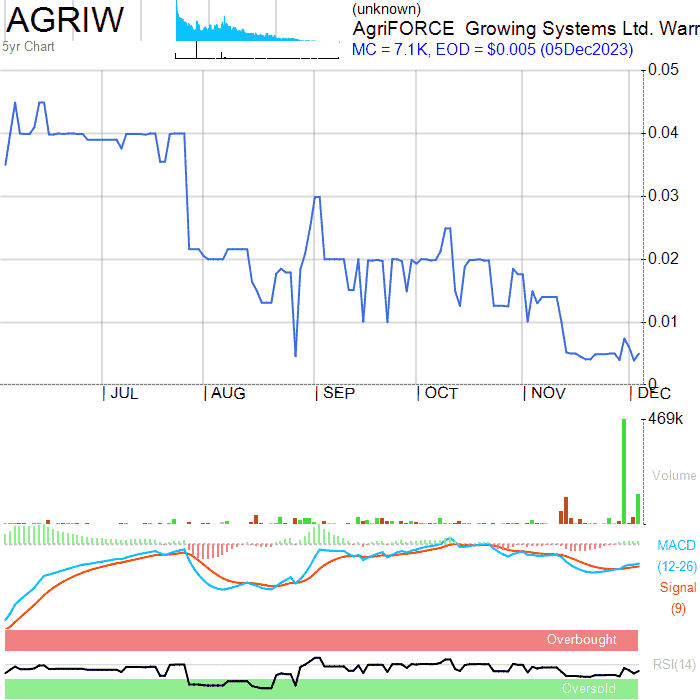 AGRIW
5yr Chart
(unknown)
AgriFORCE Growing Systems Ltd. Warr
MC = 7.1K, EOD = $0.005 (05Dec2023)
0.05
0.04
0.03
0.02
0.01
0
JUL AUG SEP OCT NOV DEC
469k
Volume
MACD
(12-26)
Signal
(9)
Overbought
RSI(14)
Oversold